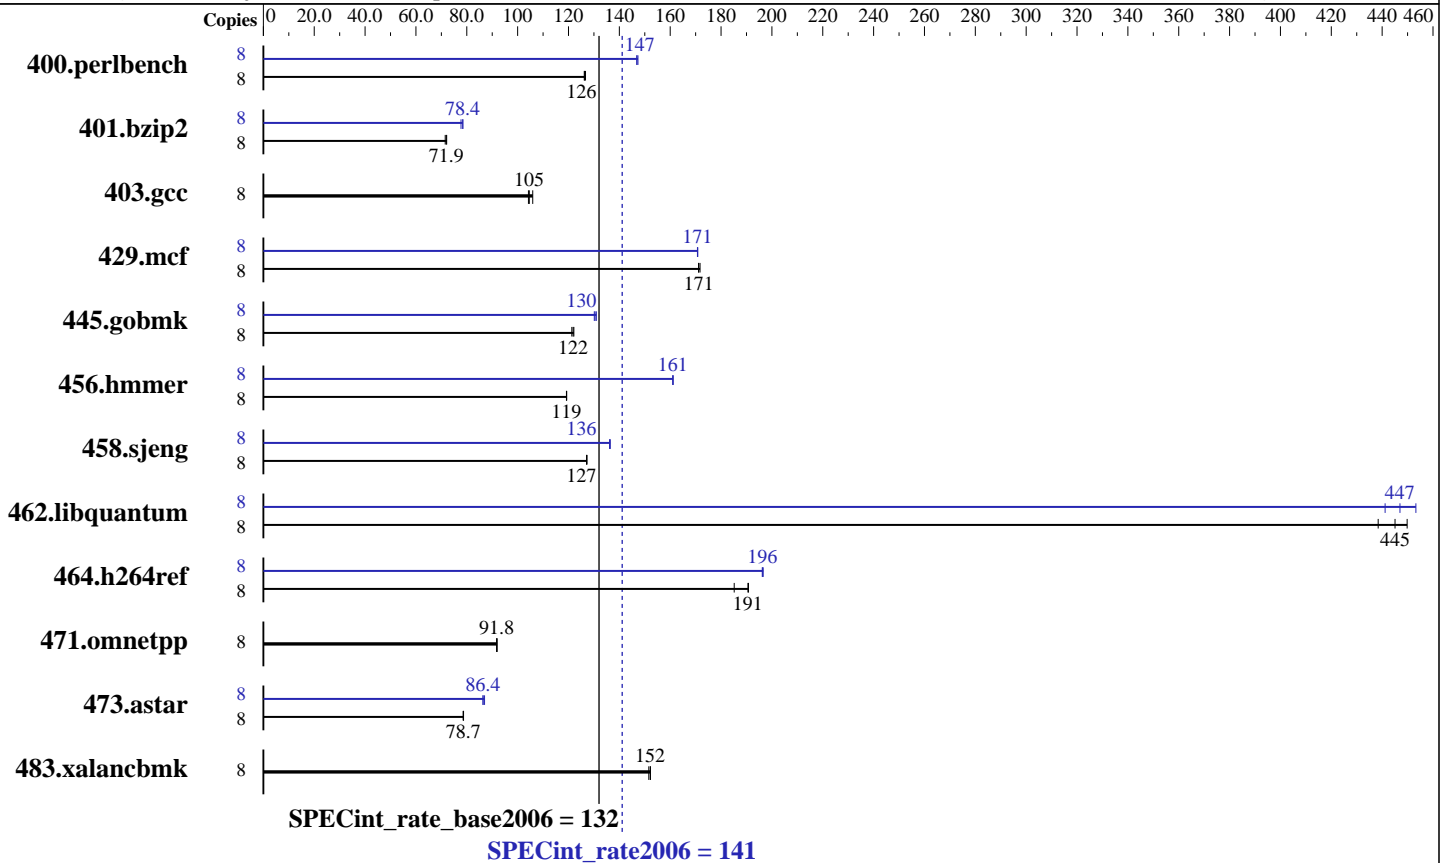 Copies 0 20.0 40.0 60.0 80.0 100 120 140 160 180 200 220 240 260 280 300 320 340 360 380 400 420 440 460
8 147
400.perlbench
8 126
8 78.4
401.bzip2
8 71.9
403.gcc 8 105
8 171
429.mcf
8 171
8 130
445.gobmk
8 122
8 161
456.hmmer
8 119
8 136
458.sjeng
8 127
8 447
462.libquantum
8 445
8 196
464.h264ref
8 191
471.omnetpp 8 91.8
8 86.4
473.astar
8 78.7
483.xalancbmk 8 152
SPECint_rate_base2006 = 132
SPECint_rate2006 = 141